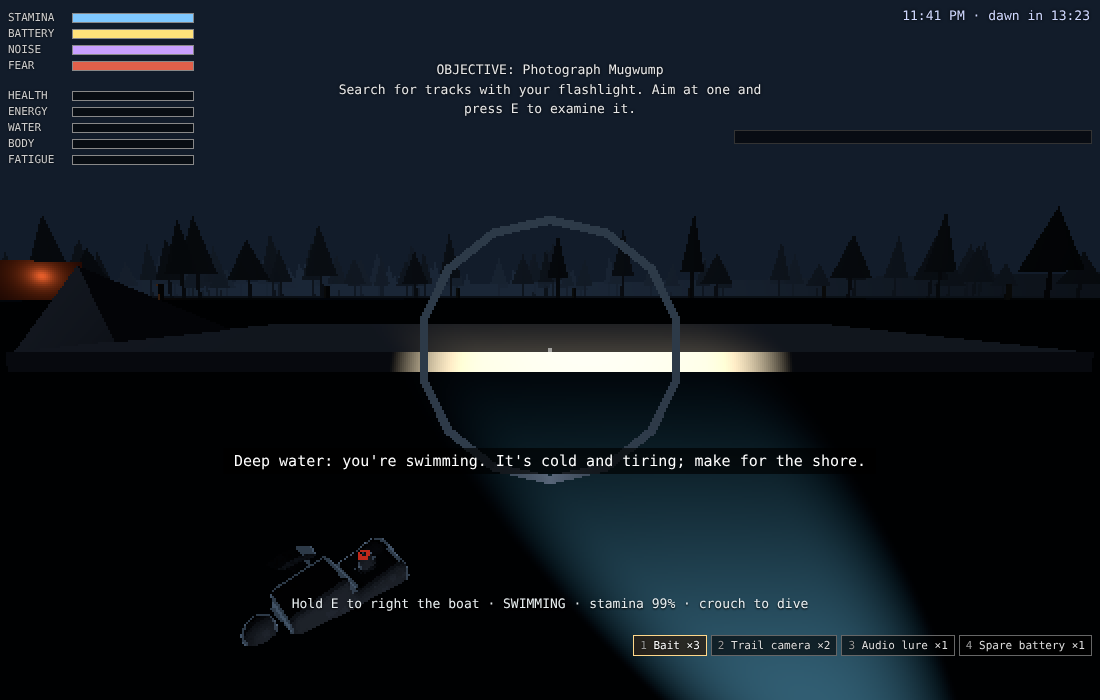 STAMINA
BATTERY
NOISE
FEAR
HEALTH
ENERGY
WATER
BODY
FATIGUE
11:41 PM · dawn in 13:23
OBJECTIVE: Photograph Mugwump
Search for tracks with your flashlight. Aim at one and
press E to examine it.
Deep water: you're swimming. It's cold and tiring; make for the shore.
Hold E to right the boat · SWIMMING · stamina 99% · crouch to dive
1 Bait ×3
2 Trail camera ×2
3 Audio lure ×1
4 Spare battery ×1